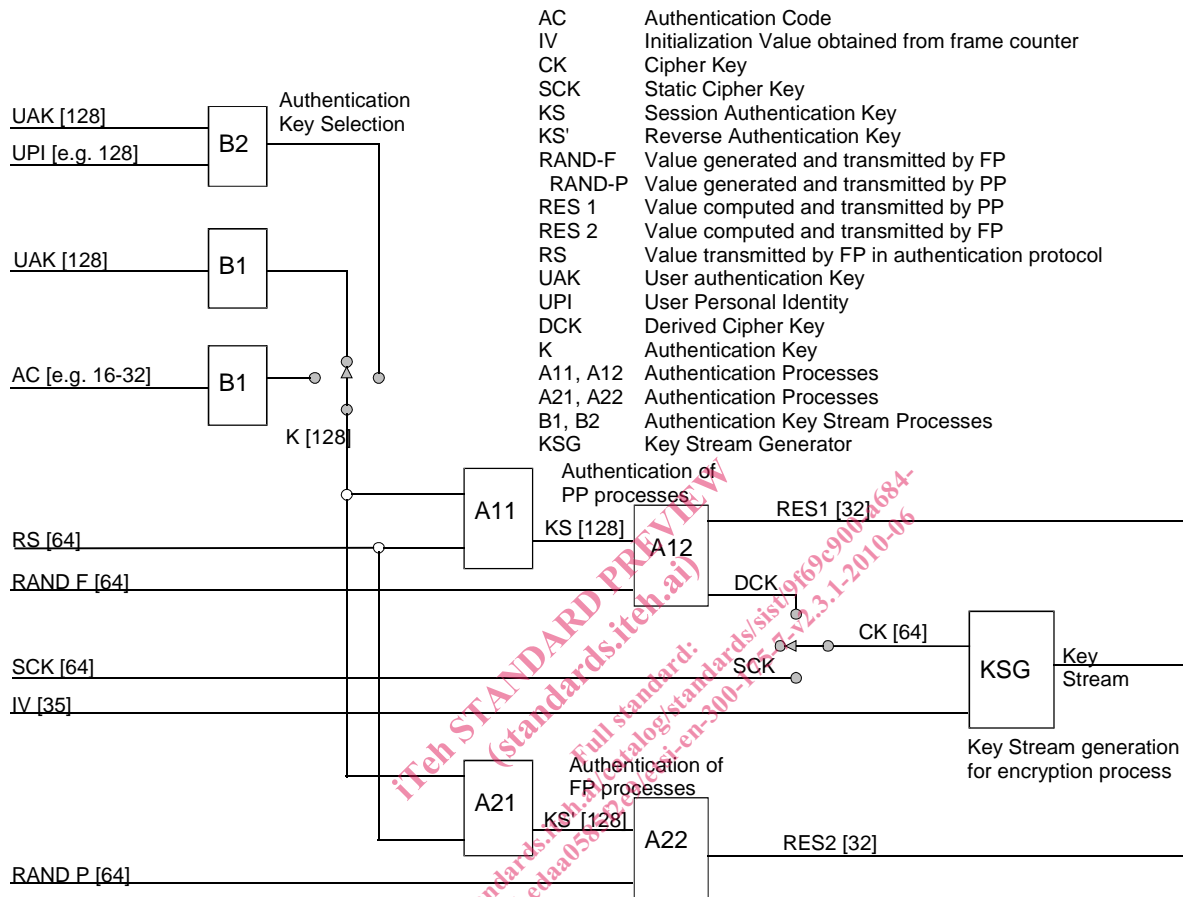 AC Authentication Code
IV Initialization Value obtained from frame counter
CK Cipher Key
SCK Static Cipher Key
KS Session Authentication Key
KS' Reverse Authentication Key
RAND-F Value generated and transmitted by FP
RAND-P Value generated and transmitted by PP
RES 1 Value computed and transmitted by PP
RES 2 Value computed and transmitted by FP
RS Value transmitted by FP in authentication protocol
UAK User authentication Key
UPI User Personal Identity
DCK Derived Cipher Key
K Authentication Key
A11, A12 Authentication Processes
A21, A22 Authentication Processes
B1, B2 Authentication Key Stream Processes
KSG Key Stream Generator
Authentication
Key Selection
UAK [128]
UPI [e.g. 128]
B2
UAK [128]
B1
AC [e.g. 16-32]
B1
K [128]
Authentication of
PP processes
A11
KS [128]
A12
RES1 [32]
RS [64]
RAND F [64]
DCK
CK [64]
SCK [64]
SCK
KSG
Key
Stream
IV [35]
Key Stream generation
for encryption process
Authentication of
FP processes
A21
KS' [128]
A22
RES2 [32]
RAND P [64]
iTeh STANDARD PREVIEW
(standards.iteh.ai)
Full standard: